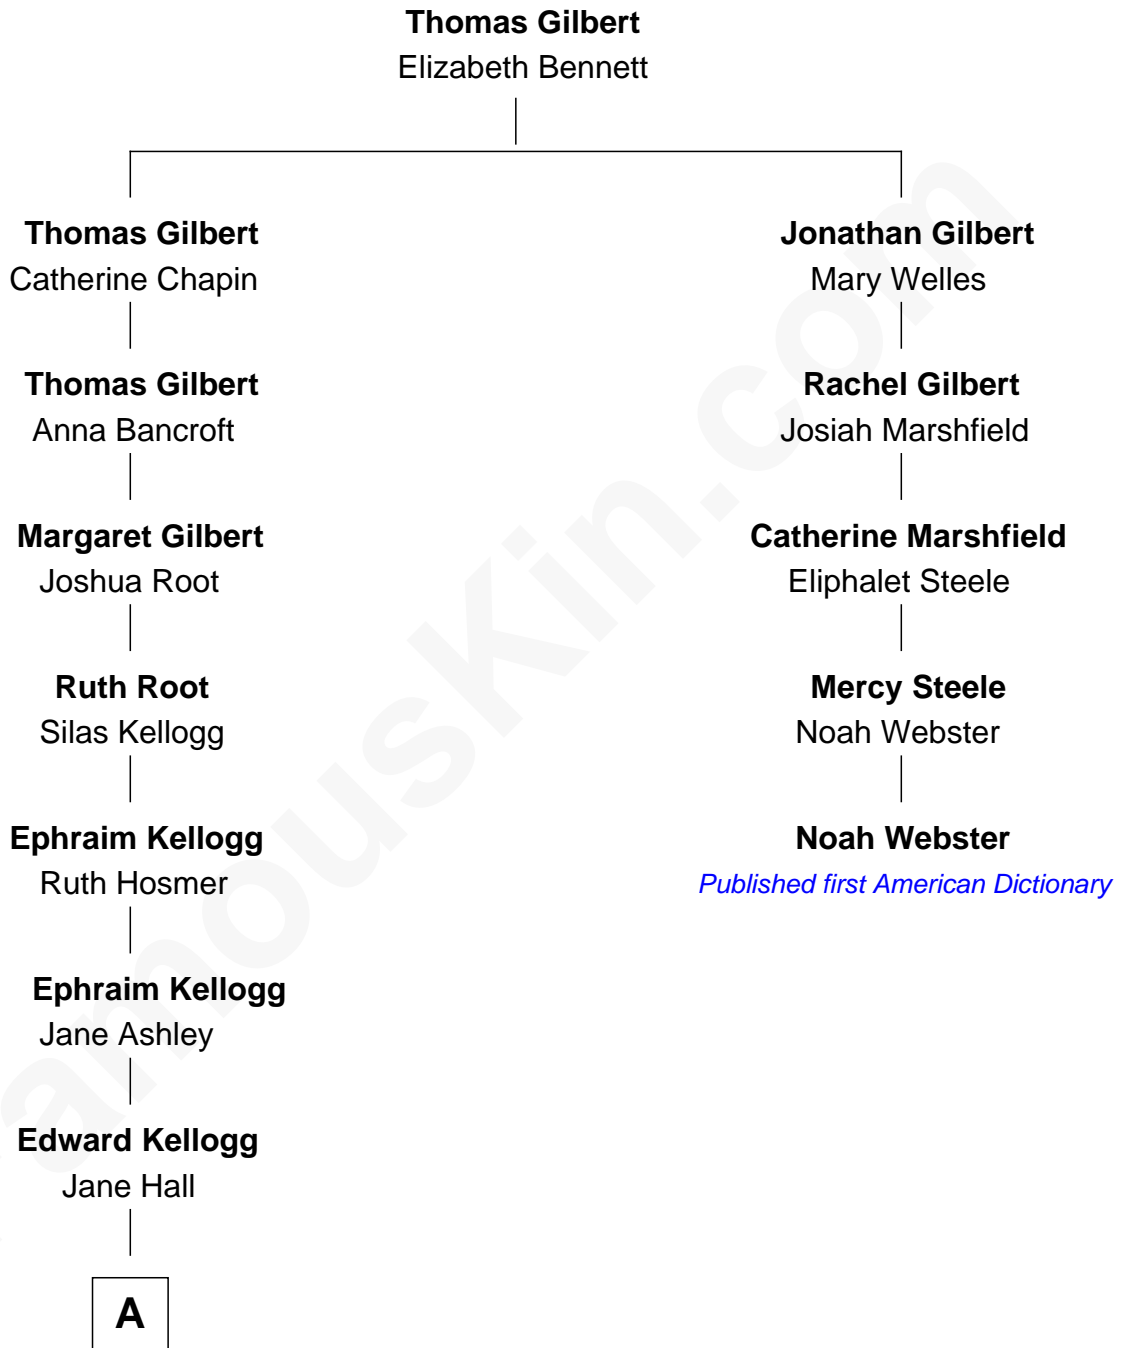 Thomas Gilbert
Elizabeth Bennett
Thomas Gilbert
Catherine Chapin
Jonathan Gilbert
Mary Welles
Thomas Gilbert
Anna Bancroft
Rachel Gilbert
Josiah Marshfield
Margaret Gilbert
Joshua Root
Catherine Marshfield
Eliphalet Steele
Ruth Root
Silas Kellogg
Mercy Steele
Noah Webster
Ephraim Kellogg
Ruth Hosmer
Noah Webster
Published first American Dictionary
Ephraim Kellogg
Jane Ashley
Edward Kellogg
Jane Hall
A
amousKin.com